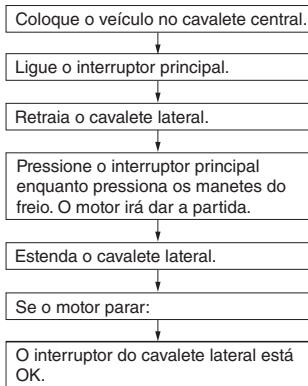 Coloque o veículo no cavalete central.
Ligue o interruptor principal.
Retraia o cavalete lateral.
Pressione o interruptor principal
enquanto pressiona os manetes do
freio. O motor irá dar a partida.
Estenda o cavalete lateral.
Se o motor parar:
O interruptor do cavalete lateral está
OK.